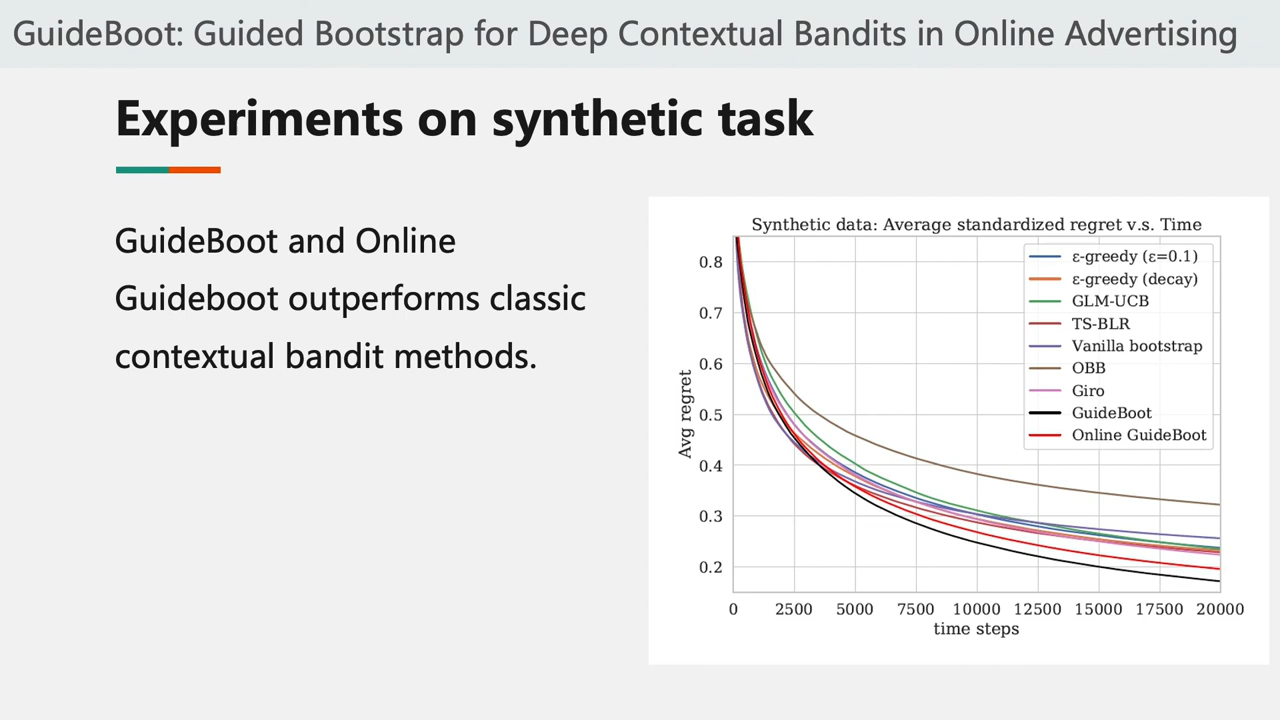 GuideBoot: Guided Bootstrap for Deep Contextual Bandits in Online Advertising
Experiments on synthetic task
GuideBoot and Online
Guideboot outperforms classic
contextual bandit methods.
Synthetic data: Average standardized regret v.s. Time
ε-greedy (ε=0.1)
ε-greedy (decay)
GLM-UCB
TS-BLR
Vanilla bootstrap
OBB
Giro
GuideBoot
Online GuideBoot
Avg regret
0.8
0.7
0.6
0.5
0.4
0.3
0.2
0 2500 5000 7500 10000 12500 15000 17500 20000
time steps